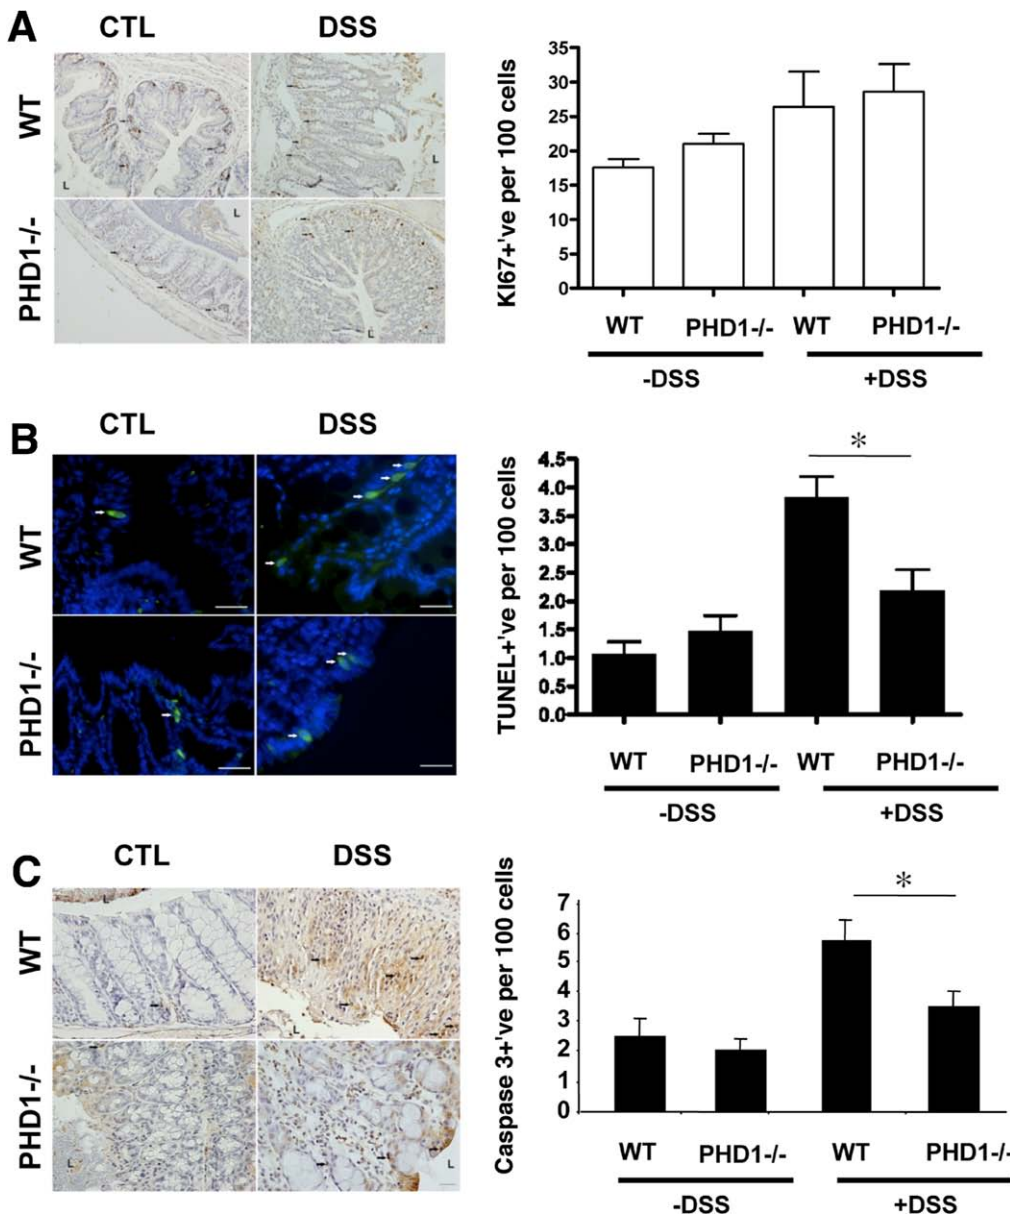 A
CTL
DSS
WT
PHD1-/-
L
L
L
L
KI67+'ve per 100 cells
35
30
25
20
15
10
5
0
WT
PHD1-/-
WT
PHD1-/-
-DSS
+DSS
B
CTL
DSS
WT
PHD1-/-
TUNEL+'ve per 100 cells
*
4.5
4.0
3.5
3.0
2.5
2.0
1.5
1.0
0.5
0.0
WT
PHD1-/-
WT
PHD1-/-
-DSS
+DSS
C
CTL
DSS
WT
PHD1-/-
L
L
L
L
Caspase 3+'ve per 100 cells
*
7
6
5
4
3
2
1
0
WT
PHD1-/-
WT
PHD1-/-
-DSS
+DSS